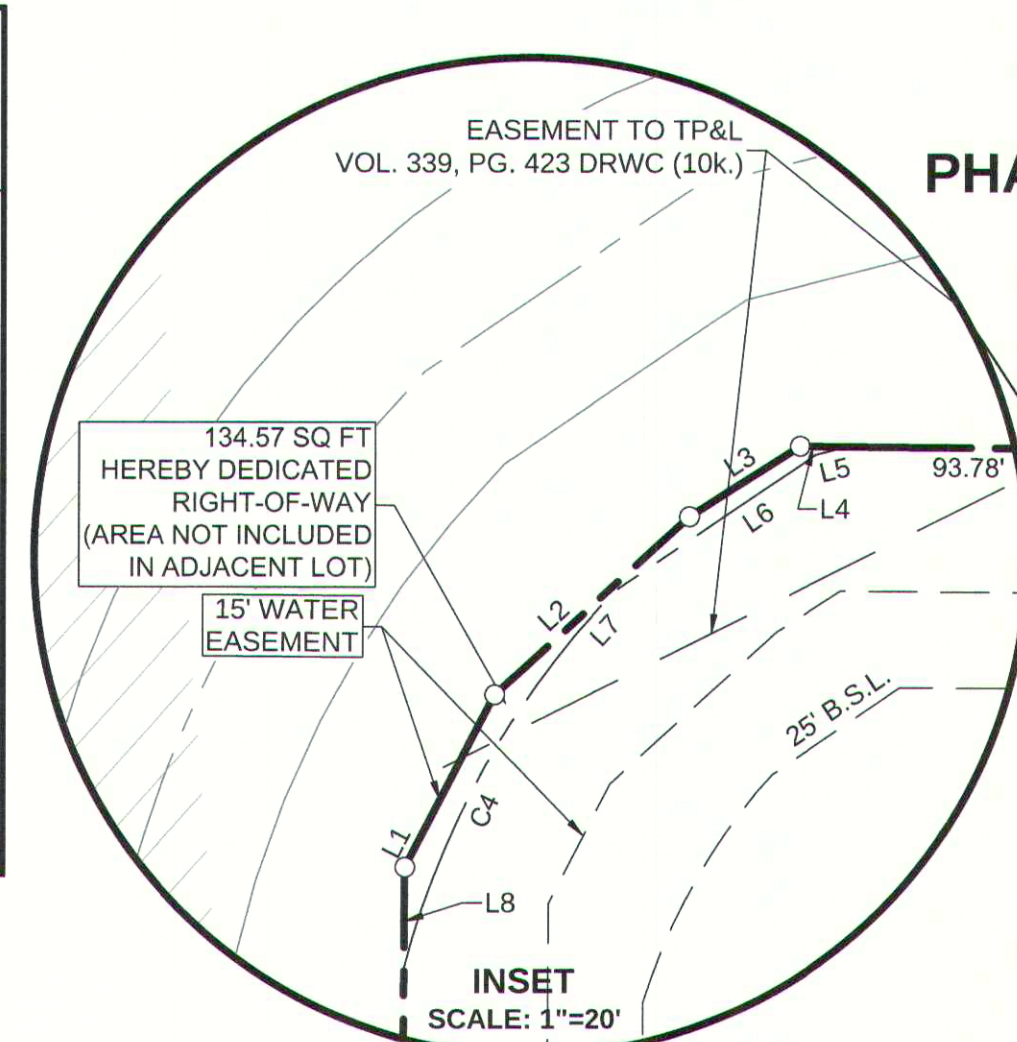 EASEMENT TO TP&L
VOL. 339, PG. 423 DRWC (10k.)
PHA
134.57 SQ FT
HEREBY DEDICATED
RIGHT-OF-WAY
(AREA NOT INCLUDED
IN ADJACENT LOT)
15' WATER
EASEMENT
L3
L5
93.78'
L6
L4
L2
L7
25' B.S.L.
C4
L1
L8
INSET
SCALE: 1"=20'